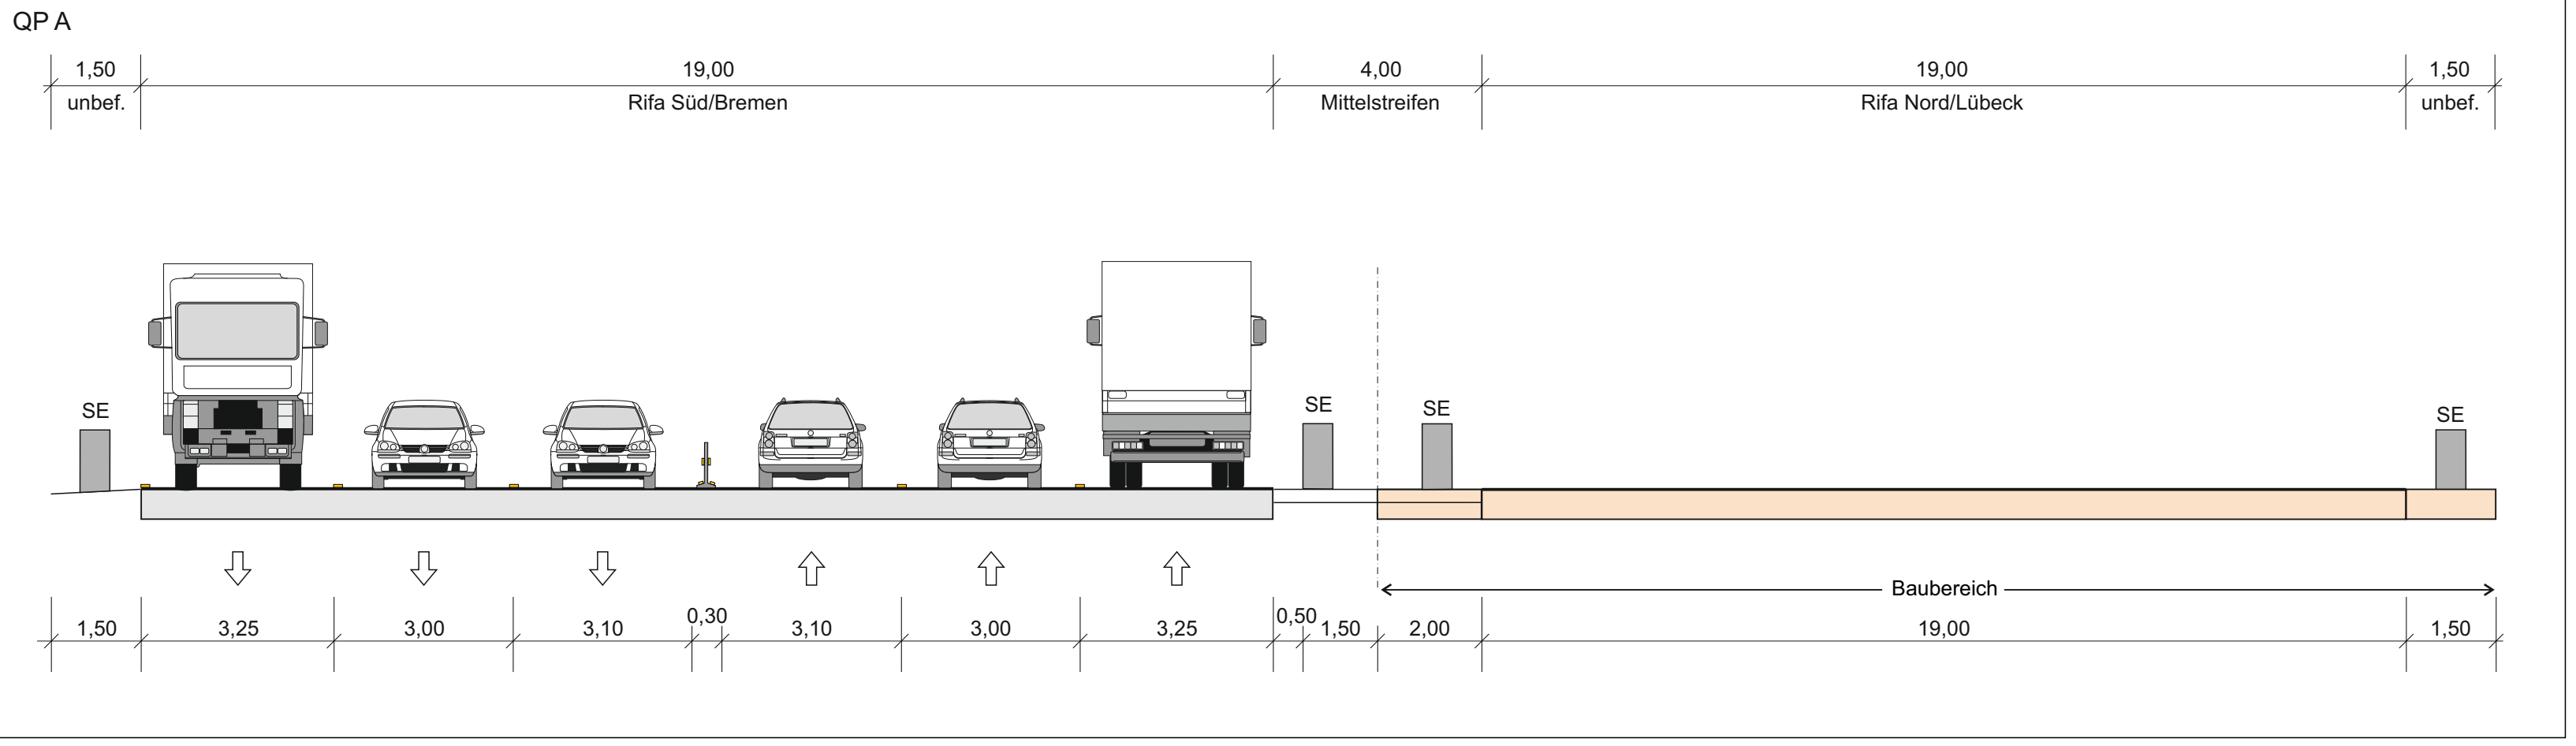 QP A
1,50 19,00 4,00 19,00 1,50
unbef. Rifa Süd/Bremen Mittelstreifen Rifa Nord/Lübeck unbef.
SE SE SE SE
Baubereich
1,50 3,25 3,00 3,10 0,30 3,10 3,00 3,25 0,50 1,50 2,00 19,00 1,50